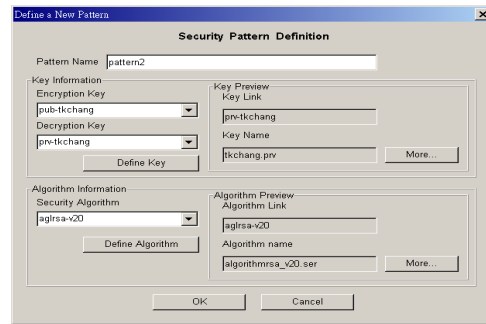 Define a New Pattern
Security Pattern Definition
Pattern Name pattern2
Key Information
Encryption Key
pub-tkchang
Decryption Key
prv-tkchang
Define Key
Key Preview
Key Link
prv-tkchang
Key Name
tkchang.prv More...
Algorithm Information
Security Algorithm
aglrsa-v20
Define Algorithm
Algorithm Preview
Algorithm Link
aglrsa-v20
Algorithm name
algorithmrsa_v20.ser More...
OK Cancel